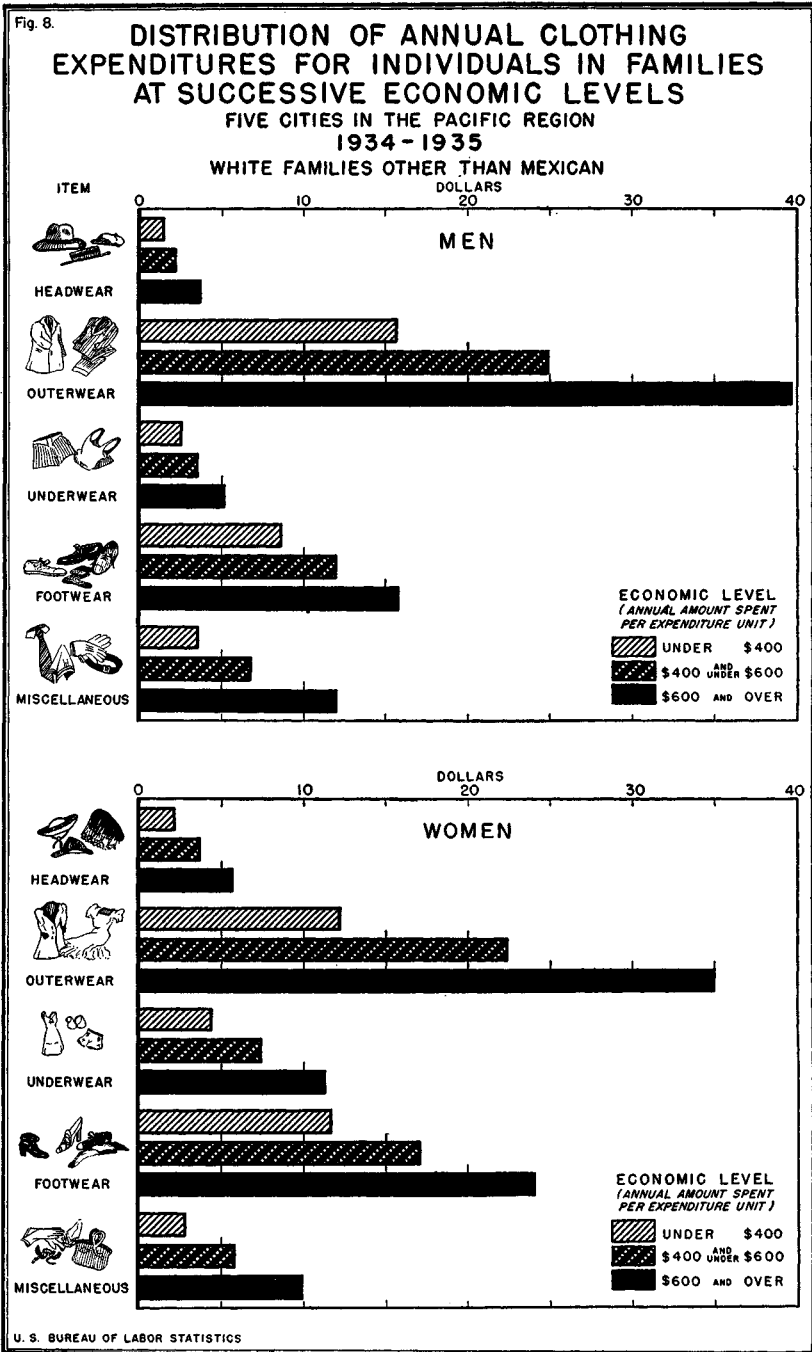 Fig. 8.
DISTRIBUTION OF ANNUAL CLOTHING
EXPENDITURES FOR INDIVIDUALS IN FAMILIES
AT SUCCESSIVE ECONOMIC LEVELS
FIVE CITIES IN THE PACIFIC REGION
1934-1935
WHITE FAMILIES OTHER THAN MEXICAN
ITEM
DOLLARS
0 10 20 30 40
MEN
HEADWEAR
OUTERWEAR
UNDERWEAR
FOOTWEAR
MISCELLANEOUS
ECONOMIC LEVEL
(ANNUAL AMOUNT SPENT
PER EXPENDITURE UNIT)
UNDER $400
$400 AND UNDER $600
$600 AND OVER
DOLLARS
0 10 20 30 40
WOMEN
HEADWEAR
OUTERWEAR
UNDERWEAR
FOOTWEAR
MISCELLANEOUS
ECONOMIC LEVEL
(ANNUAL AMOUNT SPENT
PER EXPENDITURE UNIT)
UNDER $400
$400 AND UNDER $600
$600 AND OVER
U. S. BUREAU OF LABOR STATISTICS